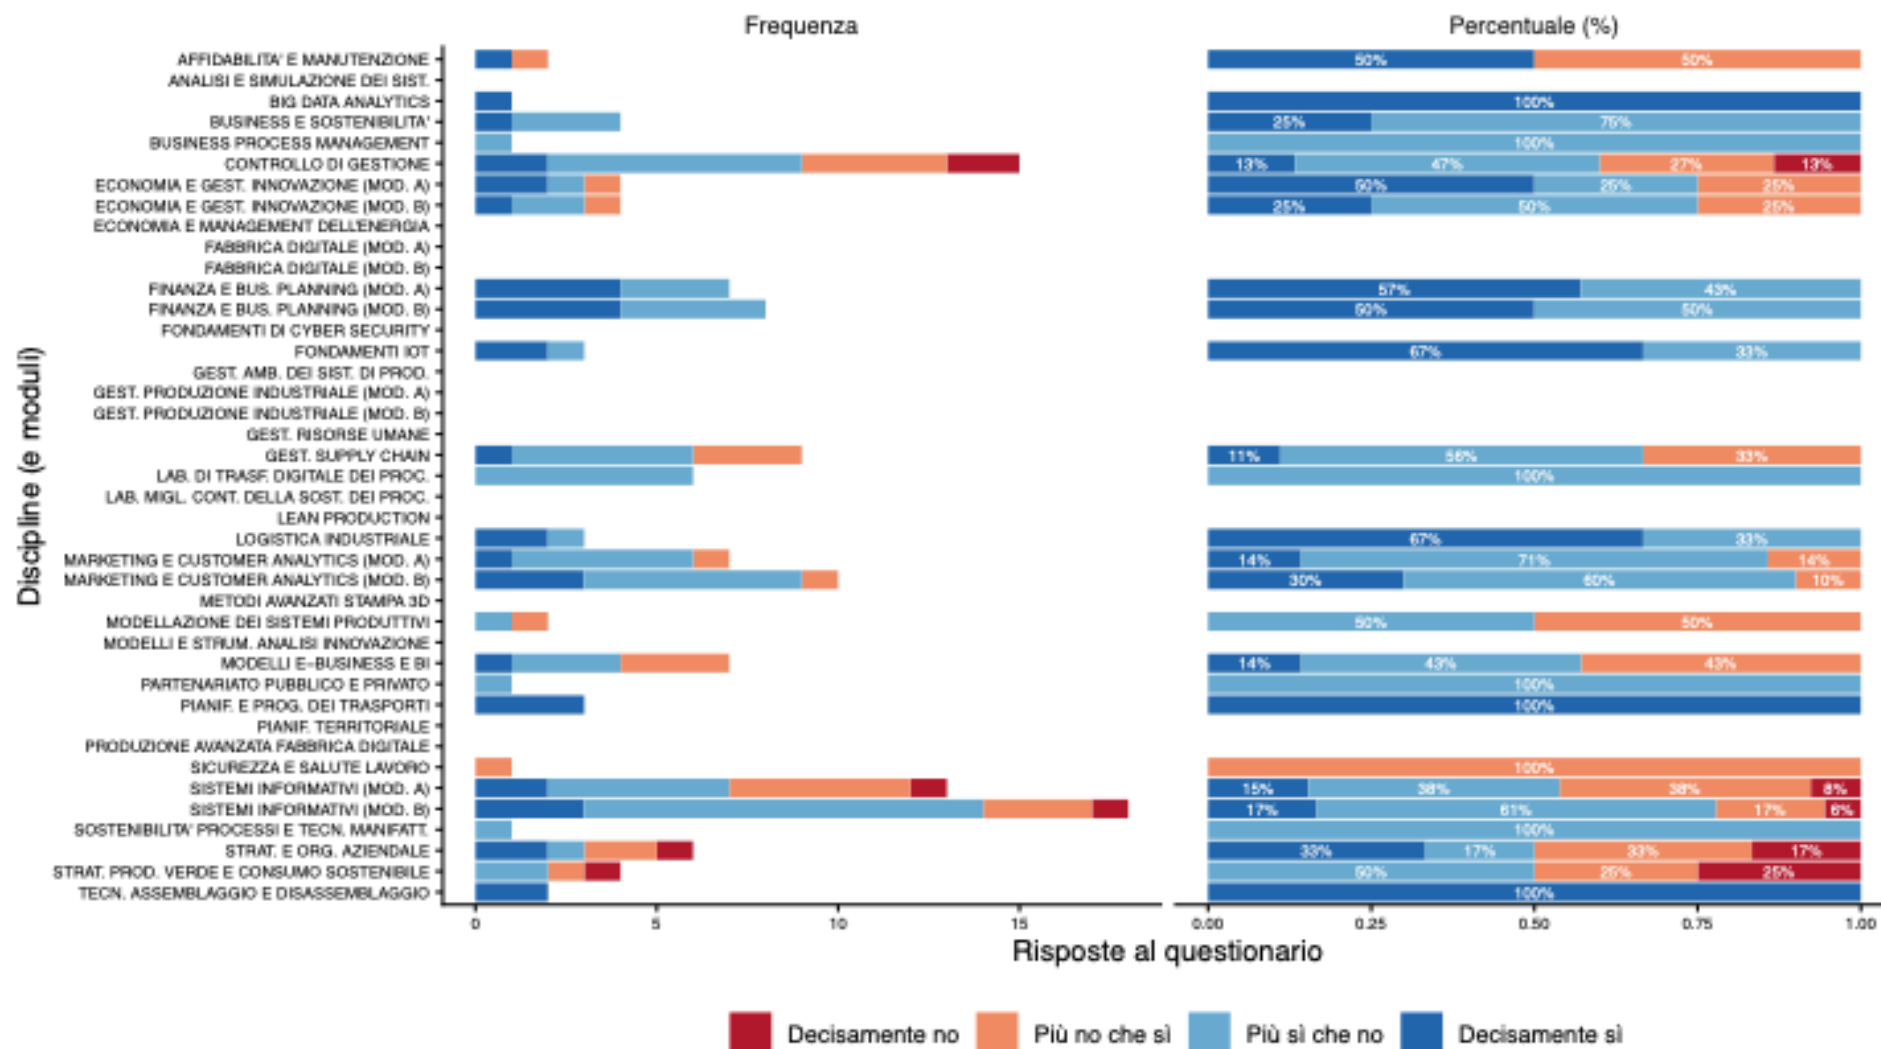 Frequenza
Percentuale (%)
Discipline (e moduli)
AFFIDABILITA' E MANUTENZIONE 50% 50%
ANALISI E SIMULAZIONE DEI SIST.
BIG DATA ANALYTICS 100%
BUSINESS E SOSTENIBILITA' 25% 75%
BUSINESS PROCESS MANAGEMENT 100%
CONTROLLO DI GESTIONE 13% 47% 27% 13%
ECONOMIA E GEST. INNOVAZIONE (MOD. A) 50% 25% 25%
ECONOMIA E GEST. INNOVAZIONE (MOD. B) 25% 50% 25%
ECONOMIA E MANAGEMENT DELL'ENERGIA
FABBRICA DIGITALE (MOD. A)
FABBRICA DIGITALE (MOD. B)
FINANZA E BUS. PLANNING (MOD. A) 57% 43%
FINANZA E BUS. PLANNING (MOD. B) 50% 50%
FONDAMENTI DI CYBER SECURITY
FONDAMENTI IOT 67% 33%
GEST. AMB. DEI SIST. DI PROD.
GEST. PRODUZIONE INDUSTRIALE (MOD. A)
GEST. PRODUZIONE INDUSTRIALE (MOD. B)
GEST. RISORSE UMANE
GEST. SUPPLY CHAIN 11% 56% 33%
LAB. DI TRASF. DIGITALE DEI PROC. 100%
LAB. MIGL. CONT. DELLA SOST. DEI PROC.
LEAN PRODUCTION
LOGISTICA INDUSTRIALE 67% 33%
MARKETING E CUSTOMER ANALYTICS (MOD. A) 14% 71% 14%
MARKETING E CUSTOMER ANALYTICS (MOD. B) 30% 60% 10%
METODI AVANZATI STAMPA 3D
MODELLAZIONE DEI SISTEMI PRODUTTIVI 50% 50%
MODELLI E STRUM. ANALISI INNOVAZIONE
MODELLI E-BUSINESS E BI 14% 43% 43%
PARTENARIATO PUBBLICO E PRIVATO 100%
PIANIF. E PROG. DEI TRASPORTI 100%
PIANIF. TERRITORIALE
PRODUZIONE AVANZATA FABBRICA DIGITALE
SICUREZZA E SALUTE LAVORO 100%
SISTEMI INFORMATIVI (MOD. A) 15% 38% 38% 8%
SISTEMI INFORMATIVI (MOD. B) 17% 61% 17% 6%
SOSTENIBILITA' PROCESSI E TECN. MANIFATT. 100%
STRAT. E ORG. AZIENDALE 33% 17% 33% 17%
STRAT. PROD. VERDE E CONSUMO SOSTENIBILE 50% 25% 25%
TECN. ASSEMBLAGGIO E DISASSEMBLAGGIO 100%
0 5 10 15 0.00 0.25 0.50 0.75 1.00
Risposte al questionario
Decisamente no Più no che sì Più sì che no Decisamente sì